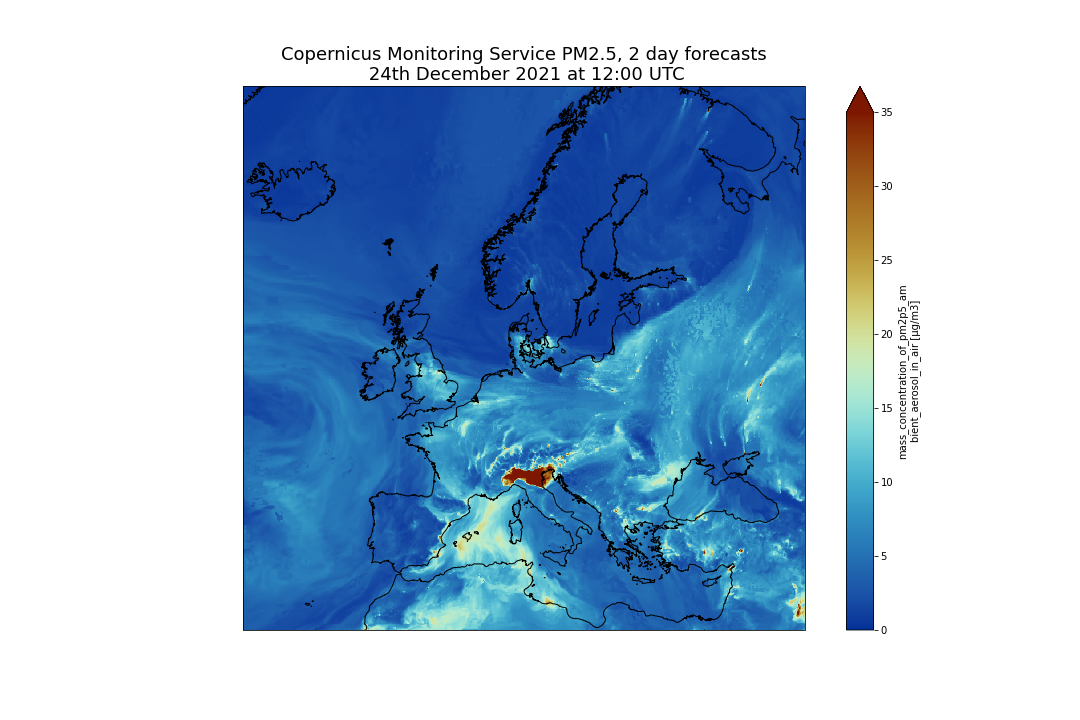 Copernicus Monitoring Service PM2.5, 2 day forecasts
24th December 2021 at 12:00 UTC
35
30
25
20
15
10
5
0
mass_concentration_of_pm2p5_am
bient_aerosol_in_air [µg/m3]